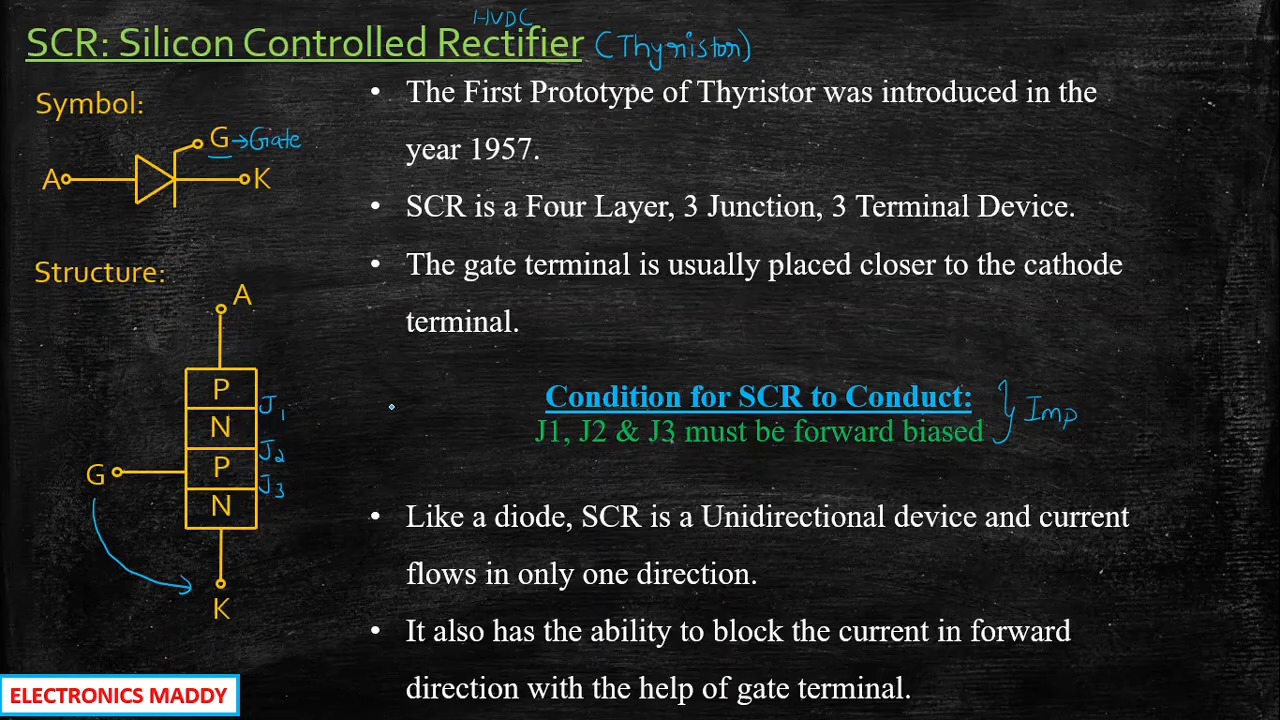 HVDC
SCR: Silicon Controlled Rectifier (Thyristor)
Symbol:
G → Gate
A
K
Structure:
A
P
J1
N
J2
G
P
J3
N
K
• The First Prototype of Thyristor was introduced in the
year 1957.
• SCR is a Four Layer, 3 Junction, 3 Terminal Device.
• The gate terminal is usually placed closer to the cathode
terminal.
Condition for SCR to Conduct:
J1, J2 & J3 must be forward biased
} Imp
• Like a diode, SCR is a Unidirectional device and current
flows in only one direction.
• It also has the ability to block the current in forward
direction with the help of gate terminal.
ELECTRONICS MADDY